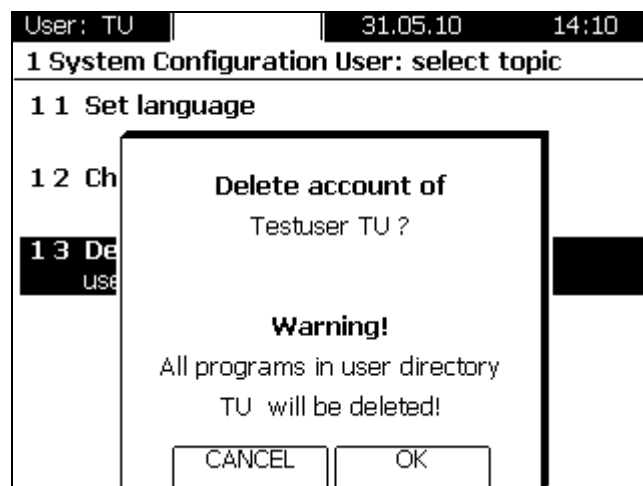 User: TU 31.05.10 14:10
1 System Configuration User: select topic
1 1 Set language
1 2 Ch
1 3 De
use
Delete account of
Testuser TU ?
Warning!
All programs in user directory
TU will be deleted!
CANCEL OK